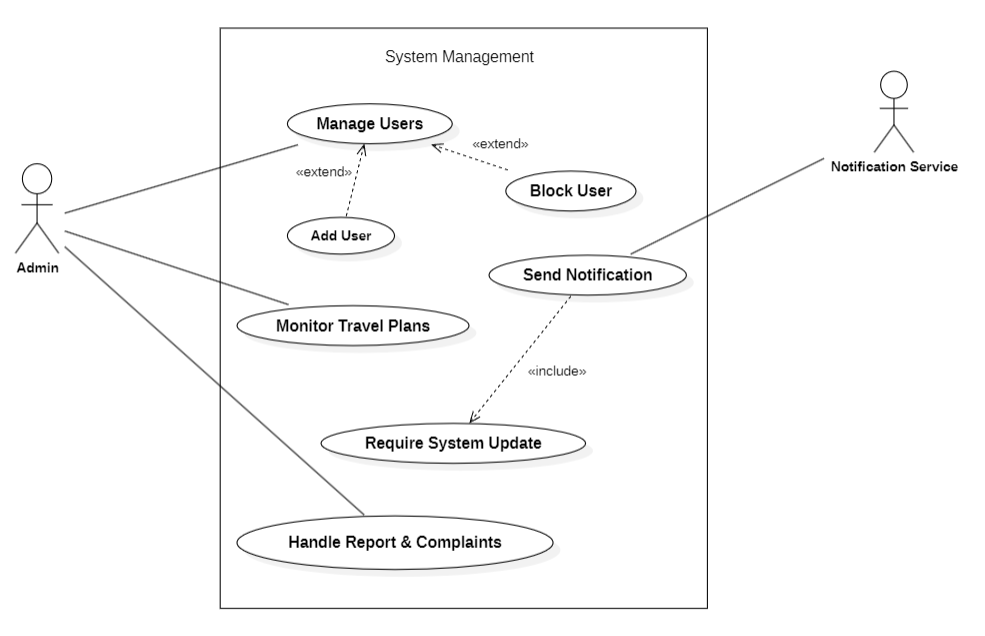 System Management
Manage Users
«extend»
«extend»
Block User
Notification Service
Add User
Admin
Send Notification
Monitor Travel Plans
«include»
Require System Update
Handle Report & Complaints